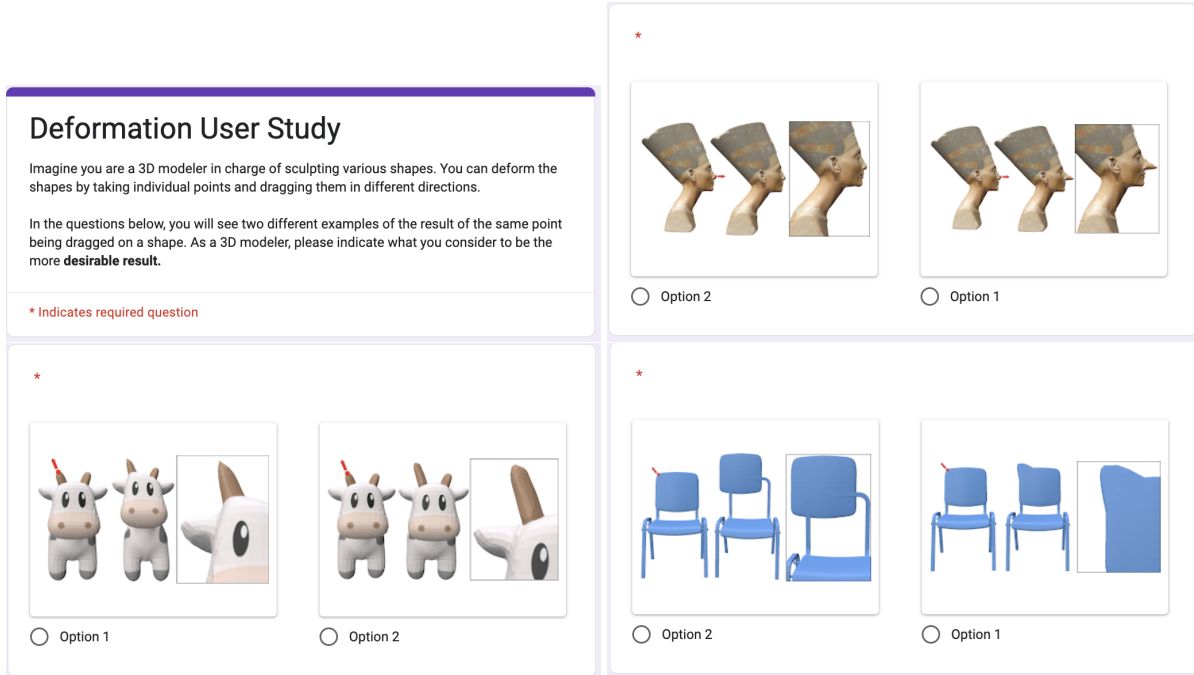 Deformation User Study
Imagine you are a 3D modeler in charge of sculpting various shapes. You can deform the
shapes by taking individual points and dragging them in different directions.
In the questions below, you will see two different examples of the result of the same point
being dragged on a shape. As a 3D modeler, please indicate what you consider to be the
more desirable result.
* Indicates required question
*
Option 2
Option 1
*
Option 1
Option 2
*
Option 2
Option 1